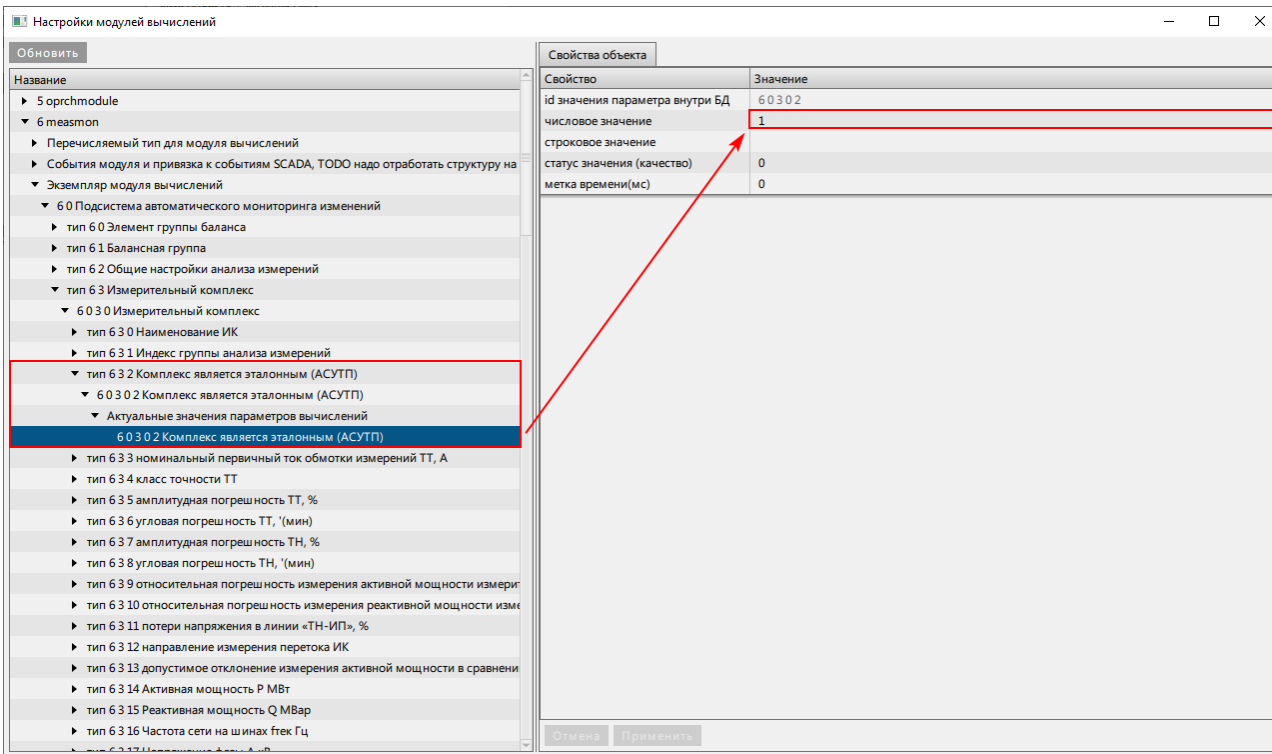 Настройки модулей вычислений
Обновить
Название
5 oprchmodule
6 measmon
Перечисляемый тип для модуля вычислений
События модуля и привязка к событиям SCADA, TODO надо отработать структуру на
Экземпляр модуля вычислений
6 0 Подсистема автоматического мониторинга изменений
тип 6 0 Элемент группы баланса
тип 6 1 Балансная группа
тип 6 2 Общие настройки анализа измерений
тип 6 3 Измерительный комплекс
6 0 3 0 Измерительный комплекс
тип 6 3 0 Наименование ИК
тип 6 3 1 Индекс группы анализа измерений
тип 6 3 2 Комплекс является эталонным (АСУТП)
6 0 3 0 2 Комплекс является эталонным (АСУТП)
Актуальные значения параметров вычислений
6 0 3 0 2 Комплекс является эталонным (АСУТП)
тип 6 3 3 номинальный первичный ток обмотки измерений ТТ, А
тип 6 3 4 класс точности ТТ
тип 6 3 5 амплитудная погрешность ТТ, %
тип 6 3 6 угловая погрешность ТТ, '(мин)
тип 6 3 7 амплитудная погрешность ТН, %
тип 6 3 8 угловая погрешность ТН, '(мин)
тип 6 3 9 относительная погрешность измерения активной мощности измерит
тип 6 3 10 относительная погрешность измерения реактивной мощности изме
тип 6 3 11 потери напряжения в линии «ТН-ИП», %
тип 6 3 12 направление измерения перетока ИК
тип 6 3 13 допустимое отклонение измерения активной мощности в сравнени
тип 6 3 14 Активная мощность P МВт
тип 6 3 15 Реактивная мощность Q МВар
тип 6 3 16 Частота сети на шинах fтек Гц
Свойства объекта
Свойство Значение
id значения параметра внутри БД 6 0 3 0 2
числовое значение 1
строковое значение
статус значения (качество) 0
метка времени(мс) 0
Отмена Применить